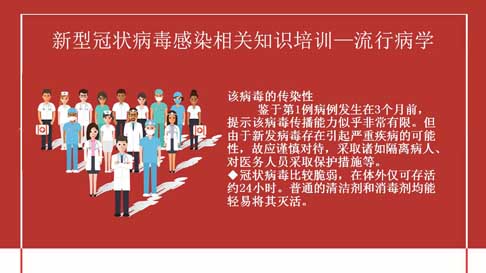 新型冠状病毒感染相关知识培训—流行病学
该病毒的传染性
鉴于第1例病例发生在3个月前，
提示该病毒传播能力似乎非常有限。但
由于新发病毒存在引起严重疾病的可能
性，故应谨慎对待，采取诸如隔离病人、
对医务人员采取保护措施等。
◆冠状病毒比较脆弱，在体外仅可存活
约24小时。普通的清洁剂和消毒剂均能
轻易将其灭活。